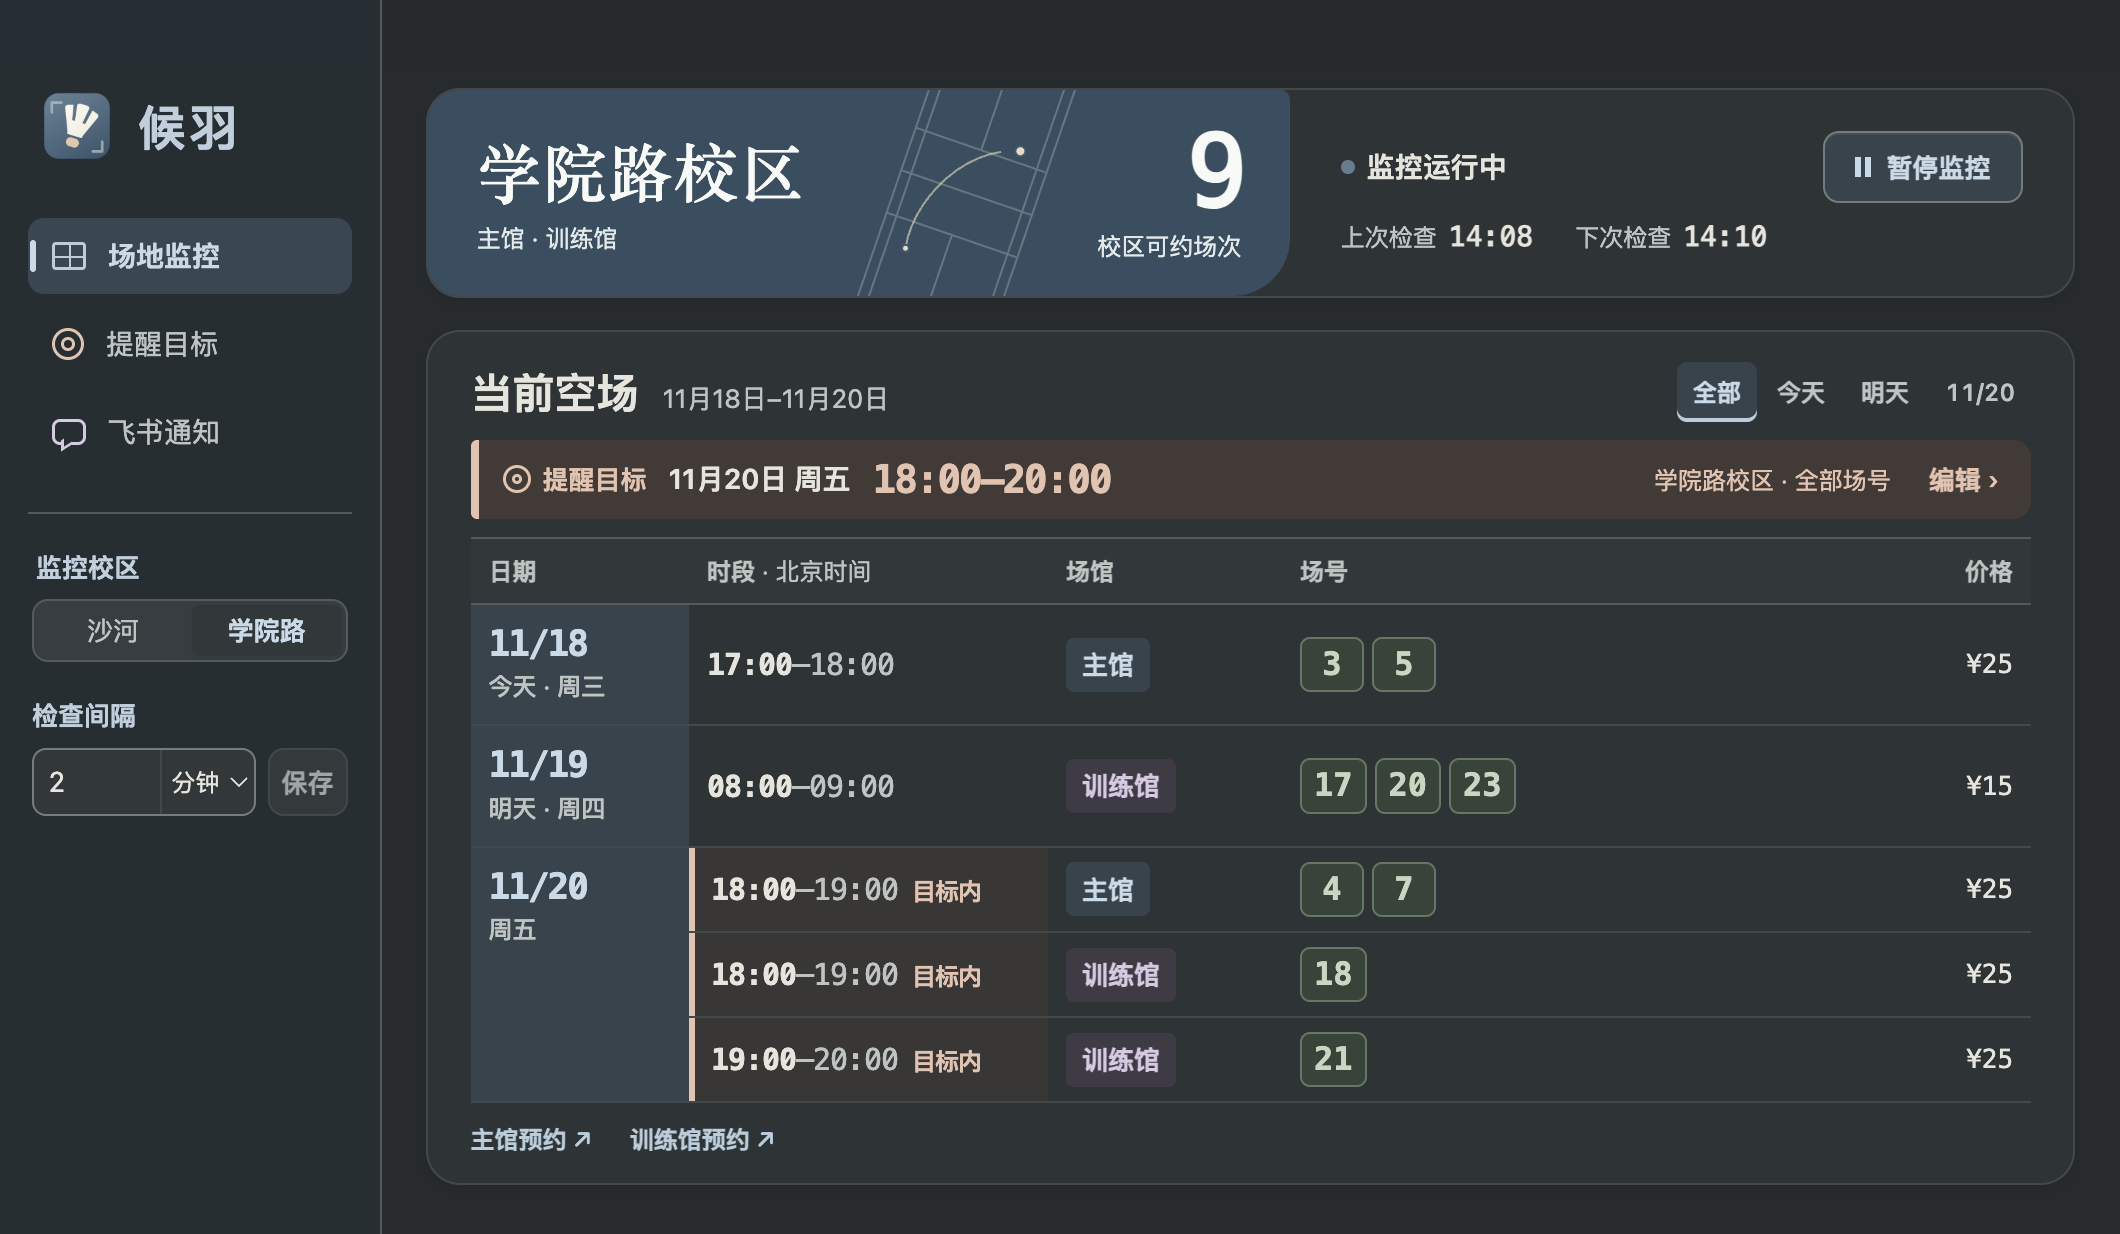 候羽
场地监控
提醒目标
飞书通知
监控校区
沙河 学院路
检查间隔
2 分钟 保存
学院路校区
主馆 · 训练馆
9
校区可约场次
监控运行中
暂停监控
上次检查 14:08 下次检查 14:10
当前空场 11月18日–11月20日
全部 今天 明天 11/20
提醒目标 11月20日 周五 18:00–20:00 学院路校区 · 全部场号 编辑 ›
日期 时段 · 北京时间 场馆 场号 价格
11/18
今天 · 周三
17:00–18:00 主馆 3 5 ¥25
11/19
明天 · 周四
08:00–09:00 训练馆 17 20 23 ¥15
11/20
周五
18:00–19:00 目标内 主馆 4 7 ¥25
18:00–19:00 目标内 训练馆 18 ¥25
19:00–20:00 目标内 训练馆 21 ¥25
主馆预约 ↗ 训练馆预约 ↗